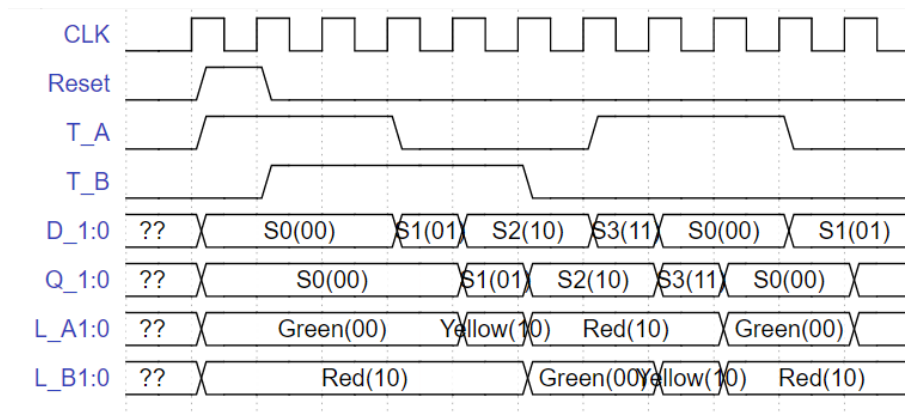 CLK
Reset
T_A
T_B
D_1:0 ?? S0(00) S1(01) S2(10) S3(11) S0(00) S1(01)
Q_1:0 ?? S0(00) S1(01) S2(10) S3(11) S0(00)
L_A1:0 ?? Green(00) Yellow(10) Red(10) Green(00)
L_B1:0 ?? Red(10) Green(00) Yellow(10) Red(10)